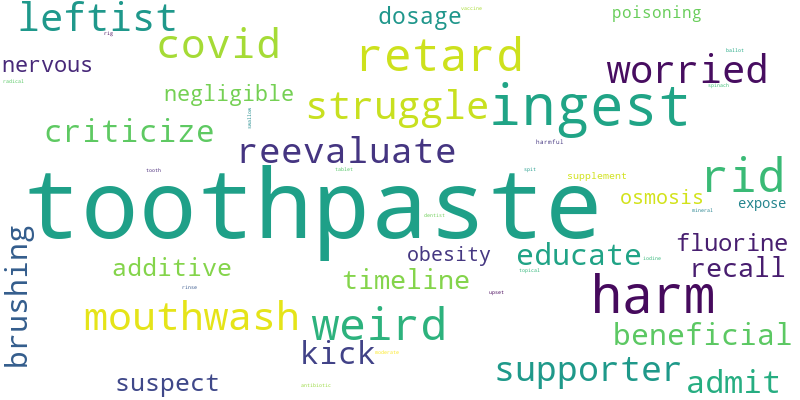 leftist
covid
dosage
vaccine
poisoning
rig
retard
ballot
nervous
radical
worried
negligible
struggle
ingest
spinach
swallow
criticize
reevaluate
harmful
toothpaste
tooth
tablet
spit
supplement
rid
osmosis
expose
mineral
dentist
brushing
additive
obesity
educate
iodine
fluorine
recall
timeline
topical
rinse
upset
harm
mouthwash
weird
kick
beneficial
suspect
supporter
admit
antibiotic